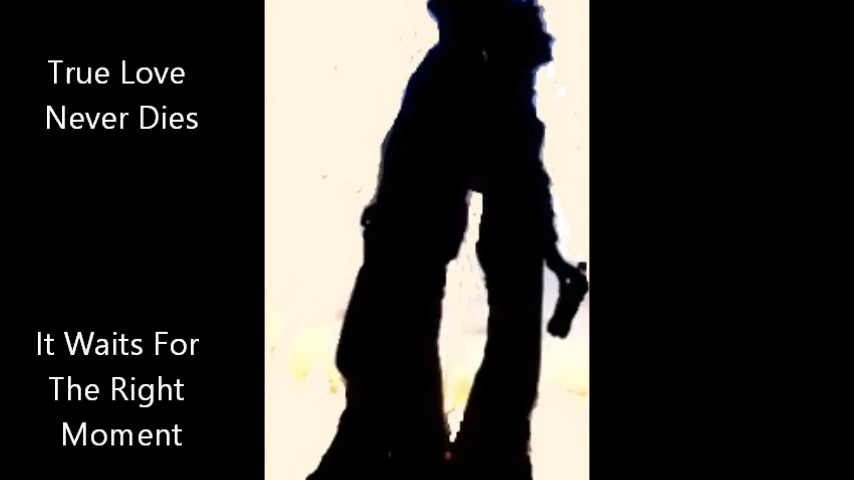 True Love
Never Dies
It Waits For
The Right
Moment